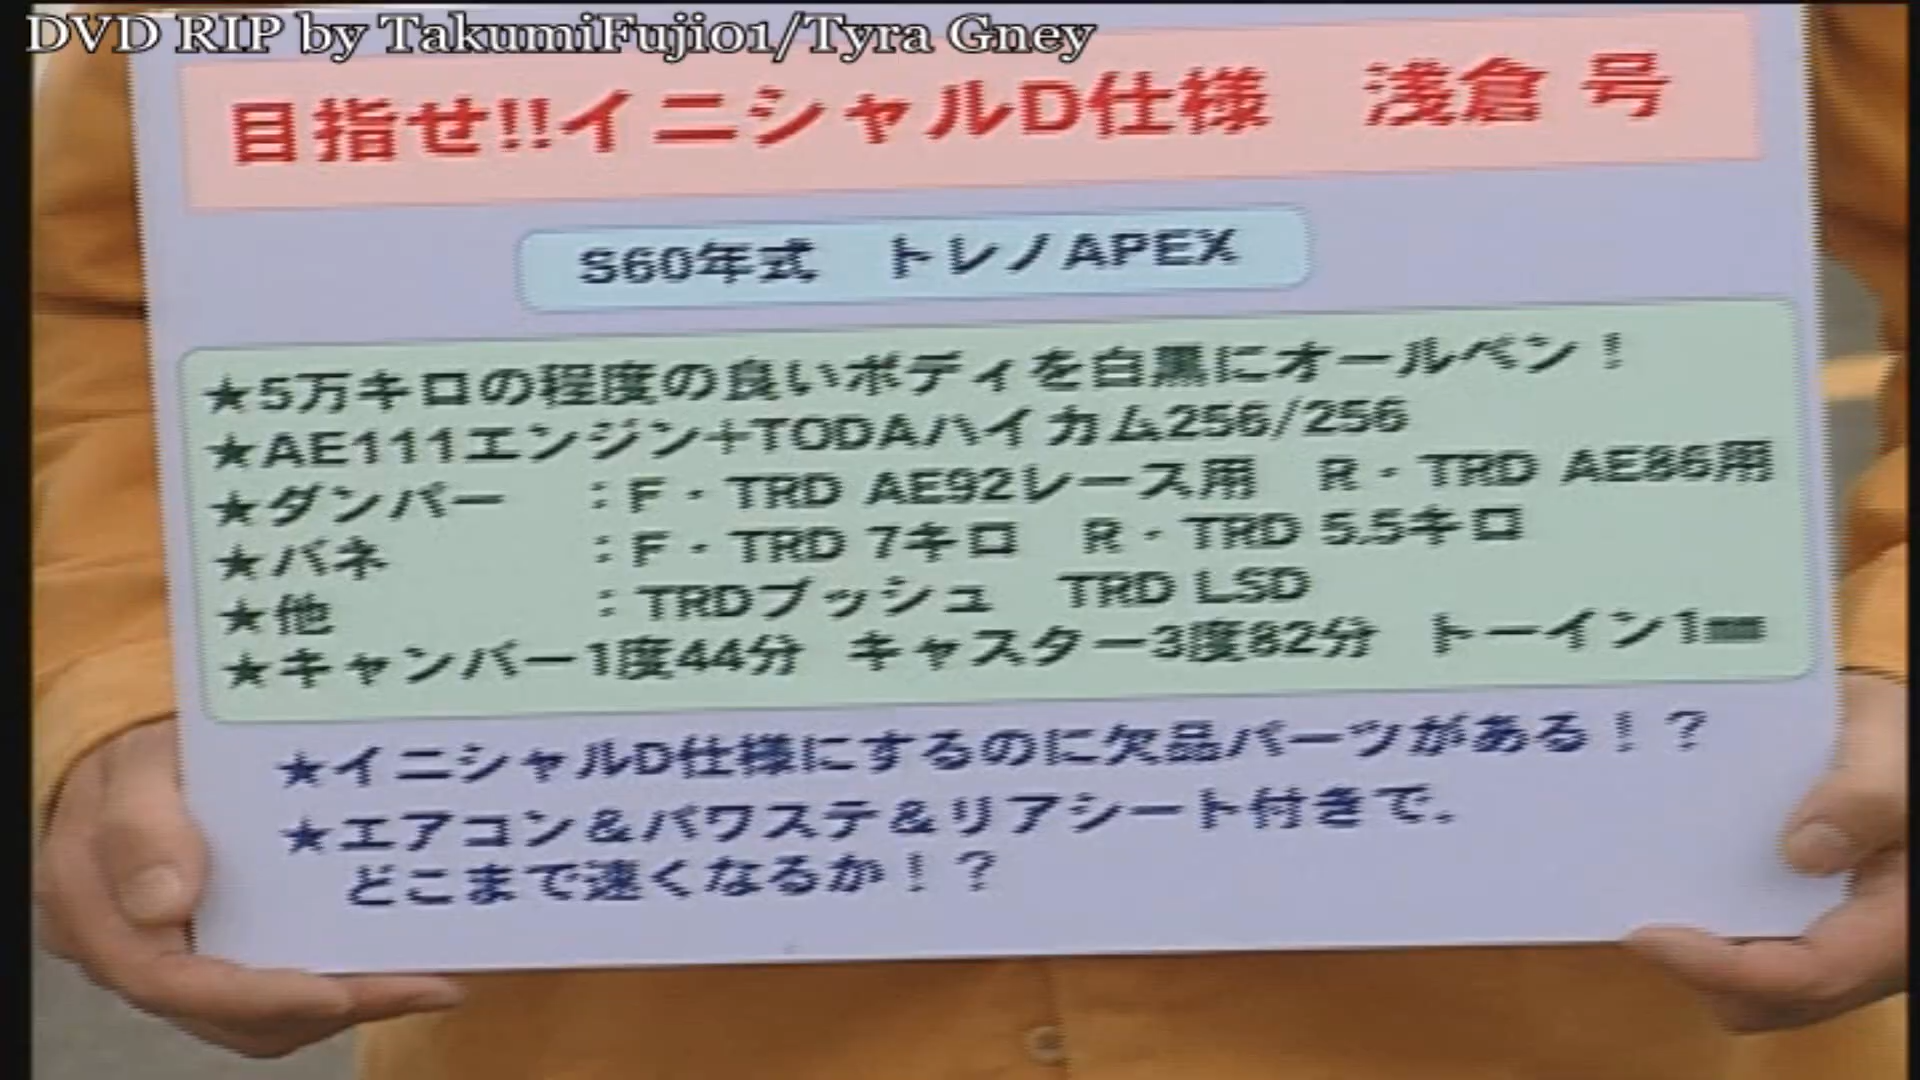 DVD RIP by TakumiFuji01/Tyra Gney
目指せ!!イニシャルD仕様 浅倉 号
S60年式 トレノAPEX
★5万キロの程度の良いボディを白黒にオールペン！
★AE111エンジン+TODAハイカム256/256
★ダンパー ：F・TRD AE92レース用 R・TRD AE86用
★バネ ：F・TRD 7キロ R・TRD 5.5キロ
★他 ：TRDブッシュ TRD LSD
★キャンバー1度44分 キャスター3度82分 トーイン1mm
★イニシャルD仕様にするのに欠品パーツがある！？
★エアコン＆パワステ＆リアシート付きで、
どこまで速くなるか！？